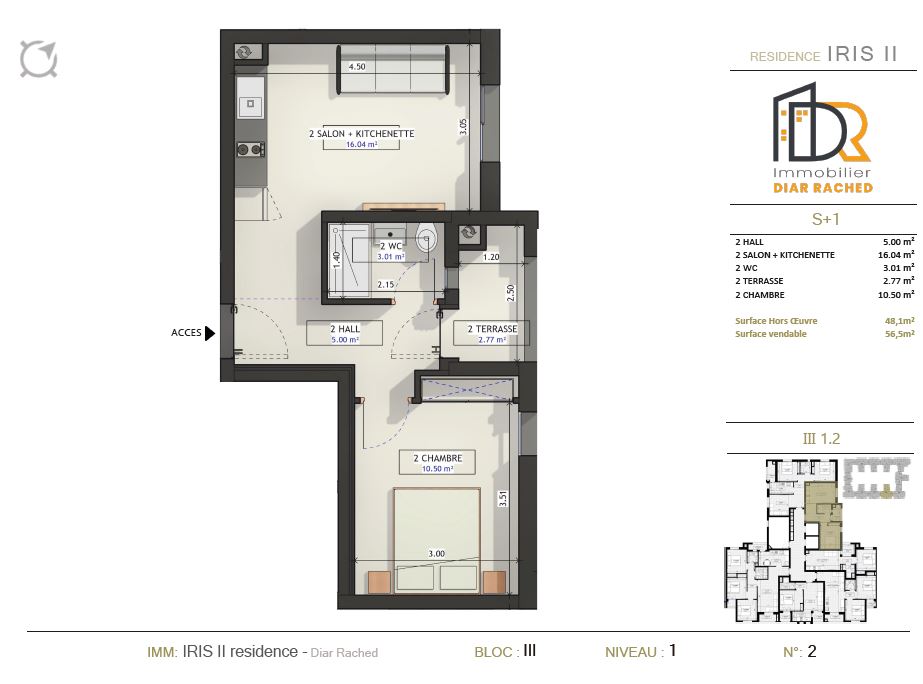 RESIDENCE IRIS II
Immobilier
DIAR RACHED
S+1
2 HALL 5.00 m²
2 SALON + KITCHENETTE 16.04 m²
2 WC 3.01 m²
2 TERRASSE 2.77 m²
2 CHAMBRE 10.50 m²
Surface Hors Œuvre 48,1m²
Surface vendable 56,5m²
4.50
3.05
2 SALON + KITCHENETTE
16.04 m²
1.40
2 WC
3.01 m²
2.15
1.20
2.50
ACCES
2 HALL
5.00 m²
2 TERRASSE
2.77 m²
2 CHAMBRE
10.50 m²
3.51
3.00
III 1.2
IMM: IRIS II residence - Diar Rached
BLOC : III
NIVEAU : 1
N°: 2